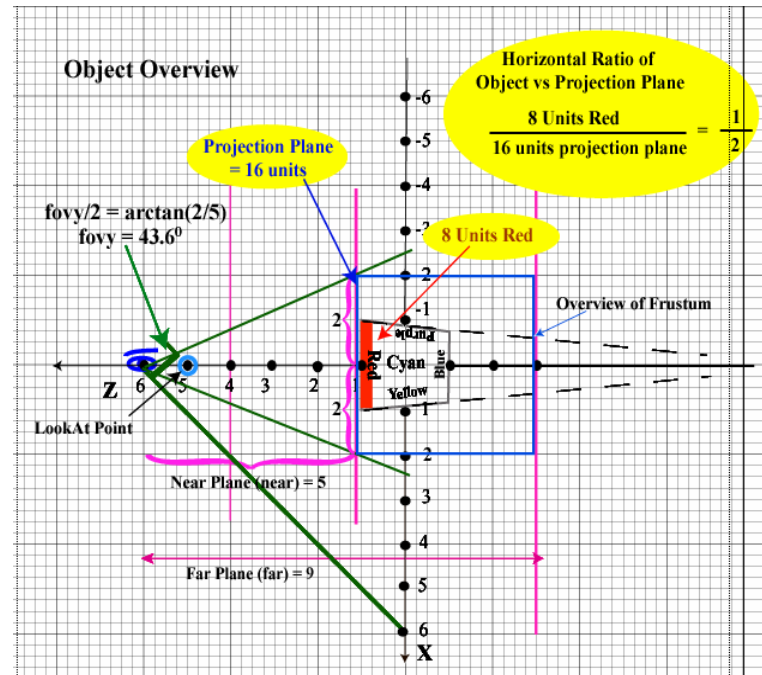 Object Overview
Horizontal Ratio of
Object vs Projection Plane
8 Units Red
16 units projection plane
=
1
2
Projection Plane
= 16 units
fovy/2 = arctan(2/5)
fovy = 43.6⁰
8 Units Red
Overview of Frustum
-6
-5
-4
-3
2
-1
1
2
3
4
5
6
X
6
5
4
3
2
1
Z
2
2
Purple
Red
Cyan
Blue
Yellow
LookAt Point
Near Plane (near) = 5
Far Plane (far) = 9